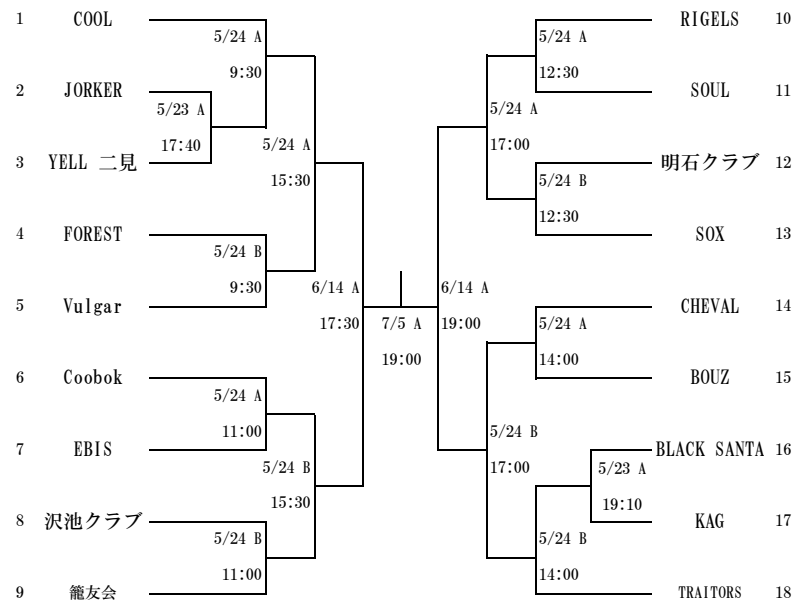 1 COOL
5/24 A
9:30
2 JORKER
5/23 A
17:40
3 YELL 二見
5/24 A
15:30
4 FOREST
5/24 B
9:30
5 Vulgar
6/14 A
17:30
6 Coobok
5/24 A
11:00
7 EBIS
5/24 B
15:30
8 沢池クラブ
5/24 B
11:00
9 籠友会
7/5 A
19:00
RIGELS 10
5/24 A
12:30
SOUL 11
5/24 A
17:00
明石クラブ 12
5/24 B
12:30
SOX 13
6/14 A
19:00
CHEVAL 14
5/24 A
14:00
BOUZ 15
5/24 B
17:00
BLACK SANTA 16
5/23 A
19:10
KAG 17
5/24 B
14:00
TRAITORS 18